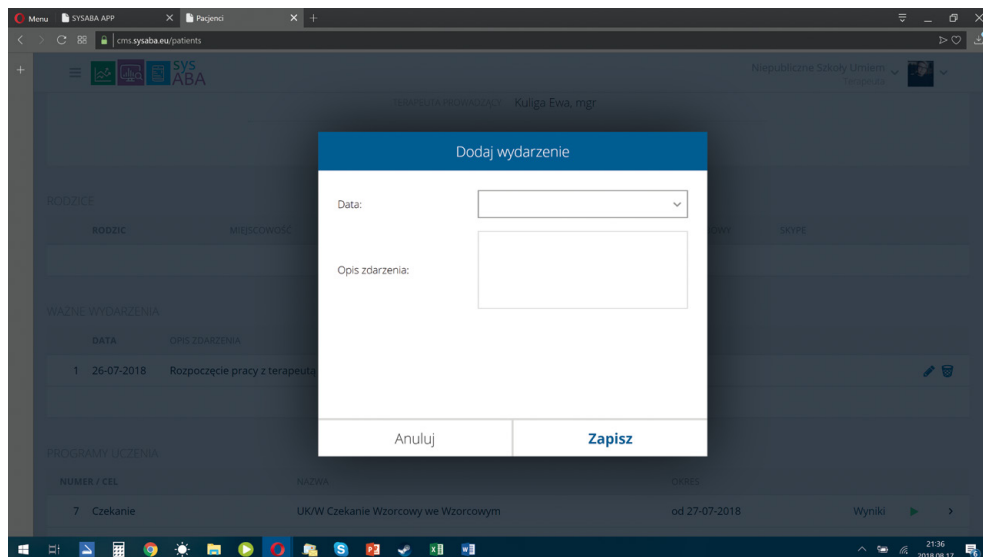 Menu SYSABA APP Pacjenci
cms.sysaba.eu/patients
SYS ABA
Niepubliczne Szkoły Umiem
Terapeuta
TERAPEUTA PROWADZĄCY Kuliga Ewa, mgr
Dodaj wydarzenie
Data:
Opis zdarzenia:
Anuluj Zapisz
RODZICE
RODZIC MIEJSCOWOŚĆ SKYPE
WAŻNE WYDARZENIA
DATA OPIS ZDARZENIA
1 26-07-2018 Rozpoczęcie pracy z terapeutą
PROGRAMY UCZENIA
NUMER / CEL NAZWA OKRES
7 Czekanie UK/W Czekanie Wzorcowy we Wzorcowym od 27-07-2018 Wyniki
21:36
2018.08.17